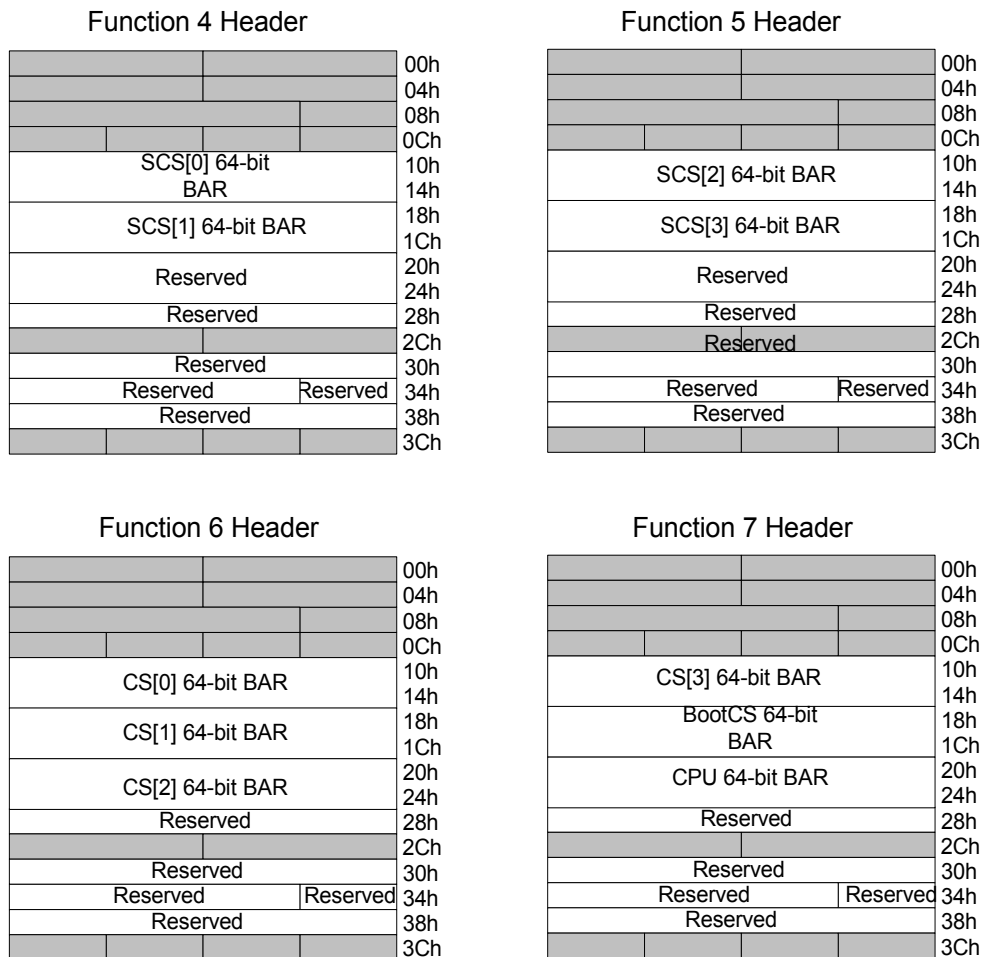 Function 4 Header
00h
04h
08h
0Ch
SCS[0] 64-bit
BAR
10h
14h
SCS[1] 64-bit BAR
18h
1Ch
Reserved
20h
24h
Reserved
28h
2Ch
Reserved
30h
Reserved Reserved
34h
Reserved
38h
3Ch
Function 5 Header
00h
04h
08h
0Ch
SCS[2] 64-bit BAR
10h
14h
SCS[3] 64-bit BAR
18h
1Ch
Reserved
20h
24h
Reserved
28h
Reserved
2Ch
30h
Reserved Reserved
34h
Reserved
38h
3Ch
Function 6 Header
00h
04h
08h
0Ch
CS[0] 64-bit BAR
10h
14h
CS[1] 64-bit BAR
18h
1Ch
CS[2] 64-bit BAR
20h
24h
Reserved
28h
2Ch
Reserved
30h
Reserved Reserved
34h
Reserved
38h
3Ch
Function 7 Header
00h
04h
08h
0Ch
CS[3] 64-bit BAR
10h
14h
BootCS 64-bit
BAR
18h
1Ch
CPU 64-bit BAR
20h
24h
Reserved
28h
2Ch
Reserved
30h
Reserved Reserved
34h
Reserved
38h
3Ch